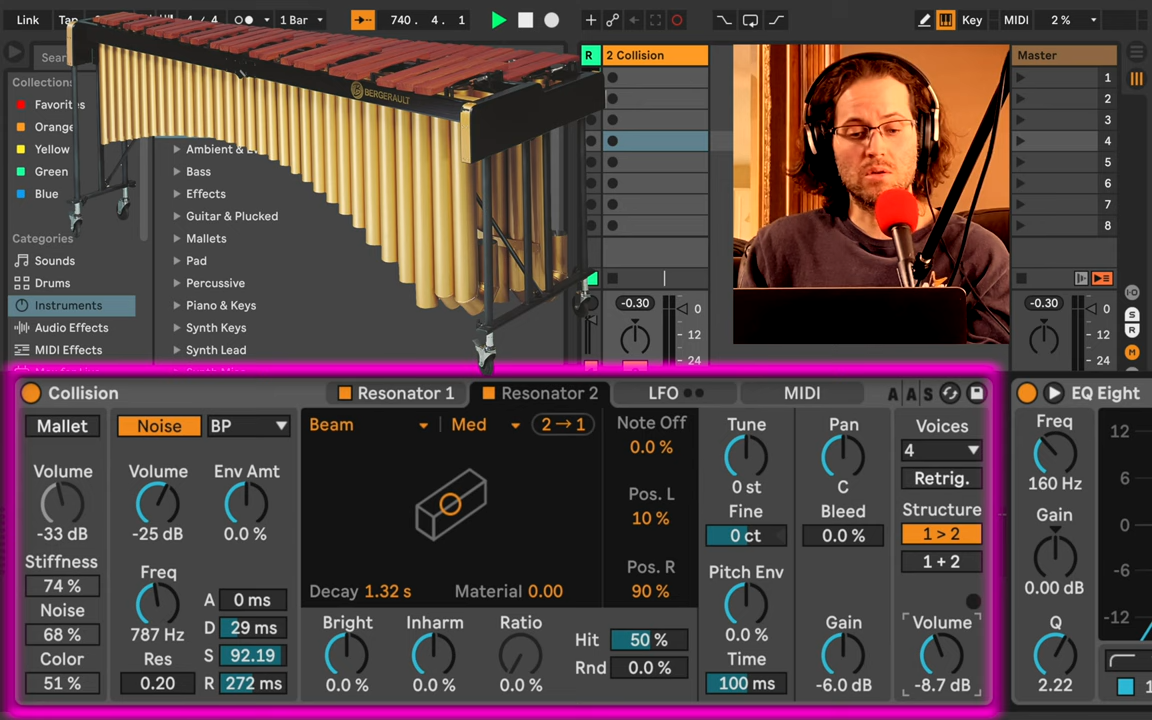 Link
Tap
4 / 4
1 Bar
740. 4. 1
Key
MIDI
2 %
Sear
Collections
Favorites
Orange
Yellow
Green
Blue
Categories
Sounds
Drums
Instruments
Audio Effects
MIDI Effects
Ambient & E
Bass
Effects
Guitar & Plucked
Mallets
Pad
Percussive
Piano & Keys
Synth Keys
Synth Lead
BERGERAULT
R
2 Collision
-0.30
0
12
24
Master
1
2
3
4
5
6
7
8
-0.30
0
12
24
S
R
M
Collision
Resonator 1
Resonator 2
LFO
MIDI
A A S
EQ Eight
Mallet
Volume
-33 dB
Stiffness
74 %
Noise
68 %
Color
51 %
Noise
BP
Volume
-25 dB
Env Amt
0.0 %
Freq
787 Hz
Res
0.20
A 0 ms
D 29 ms
S 92.19
R 272 ms
Beam
Med
2→1
Decay 1.32 s
Material 0.00
Note Off
0.0 %
Pos. L
10 %
Pos. R
90 %
Bright
0.0 %
Inharm
0.0 %
Ratio
0.0 %
Hit 50 %
Rnd 0.0 %
Tune
0 st
Fine
0 ct
Pitch Env
0.0 %
Time
100 ms
Pan
C
Bleed
0.0 %
Gain
-6.0 dB
Voices
4
Retrig.
Structure
1 > 2
1 + 2
Volume
-8.7 dB
Freq
160 Hz
Gain
0.00 dB
Q
2.22
12
6
0
-6
-12
1